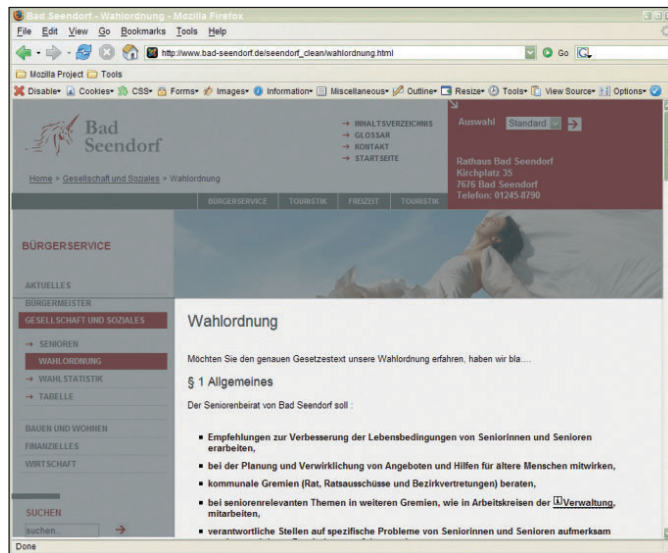 Bad Seendorf - Wahlordnung - Mozilla Firefox
File Edit View Go Bookmarks Tools Help
http://www.bad-seendorf.de/seendorf_clean/wahlordnung.html
Go
Mozilla Project Tools
Disable Cookies CSS Forms Images Information Miscellaneous Outline Resize Tools View Source Options
Bad
Seendorf
→ INHALTSVERZEICHNIS
→ GLOSSAR
→ KONTAKT
→ STARTSEITE
Auswahl Standard
Rathaus Bad Seendorf
Kirchplatz 35
7676 Bad Seendorf
Telefon: 01245-8790
Home > Gesellschaft und Soziales > Wahlordnung
BÜRGERSERVICE TOURISTIK FREIZEIT TOURISTIK
BÜRGERSERVICE
AKTUELLES
BÜRGERMEISTER
GESELLSCHAFT UND SOZIALES
→ SENIOREN
WAHLORDNUNG
→ WAHLSTATISTIK
→ TABELLE
BAUEN UND WOHNEN
FINANZIELLES
WIRTSCHAFT
SUCHEN
suchen..
Wahlordnung
Möchten Sie den genauen Gesetzestext unsere Wahlordnung erfahren, haben wir bla....
§ 1 Allgemeines
Der Seniorenbeirat von Bad Seendorf soll :
Empfehlungen zur Verbesserung der Lebensbedingungen von Seniorinnen und Senioren
erarbeiten,
bei der Planung und Verwirklichung von Angeboten und Hilfen für ältere Menschen mitwirken,
kommunale Gremien (Rat, Ratsausschüsse und Bezirkvertretungen) beraten,
bei seniorenrelevanten Themen in weiteren Gremien, wie in Arbeitskreisen der Verwaltung,
mitarbeiten,
verantwortliche Stellen auf spezifische Probleme von Seniorinnen und Senioren aufmerksam
Done